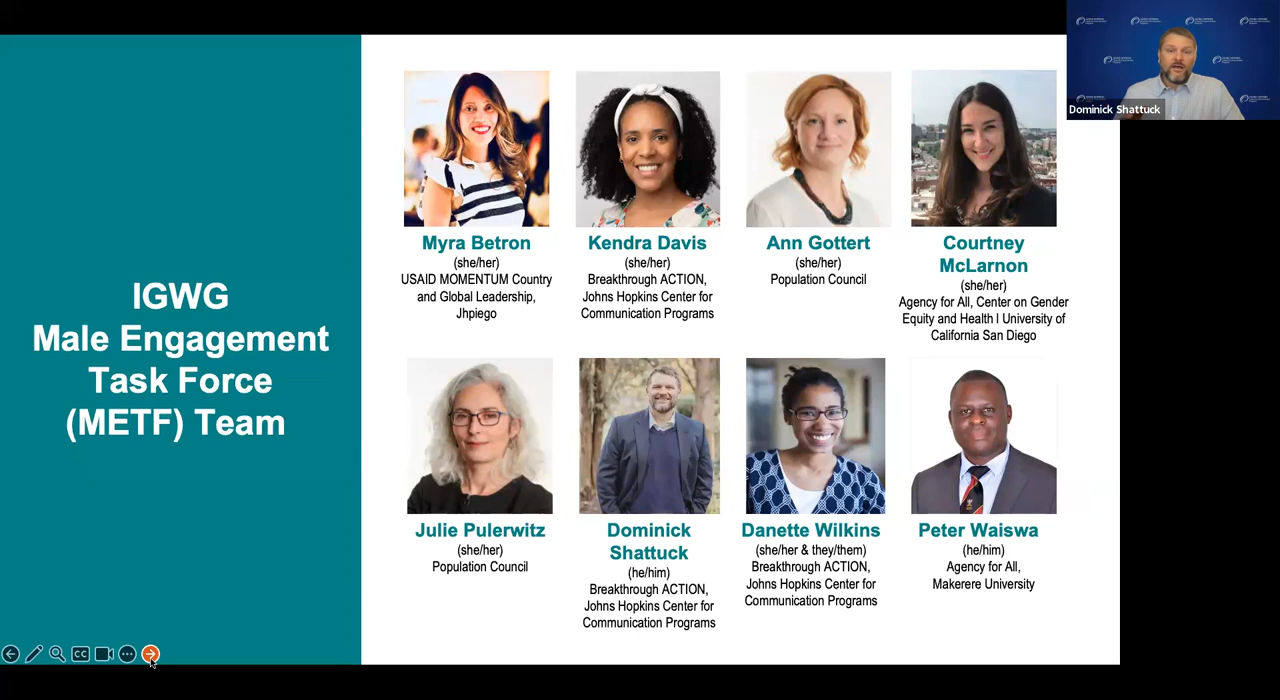 IGWG
Male Engagement
Task Force
(METF) Team
Myra Betron
(she/her)
USAID MOMENTUM Country
and Global Leadership,
Jhpiego
Kendra Davis
(she/her)
Breakthrough ACTION,
Johns Hopkins Center for
Communication Programs
Ann Gottert
(she/her)
Population Council
Courtney
McLarnon
(she/her)
Agency for All, Center on Gender
Equity and Health I University of
California San Diego
Julie Pulerwitz
(she/her)
Population Council
Dominick
Shattuck
(he/him)
Breakthrough ACTION,
Johns Hopkins Center for
Communication Programs
Danette Wilkins
(she/her & they/them)
Breakthrough ACTION,
Johns Hopkins Center for
Communication Programs
Peter Waiswa
(he/him)
Agency for All,
Makerere University
Dominick Shattuck
CC